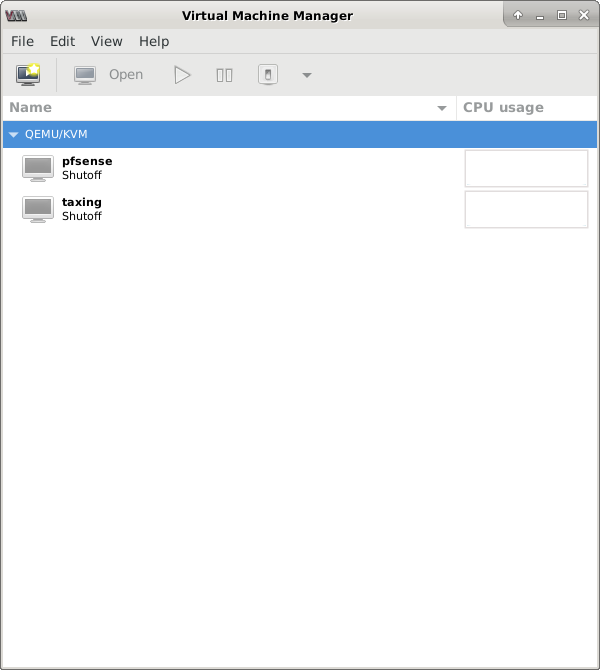 Virtual Machine Manager
File Edit View Help
Open
Name CPU usage
QEMU/KVM
pfsense
Shutoff
taxing
Shutoff